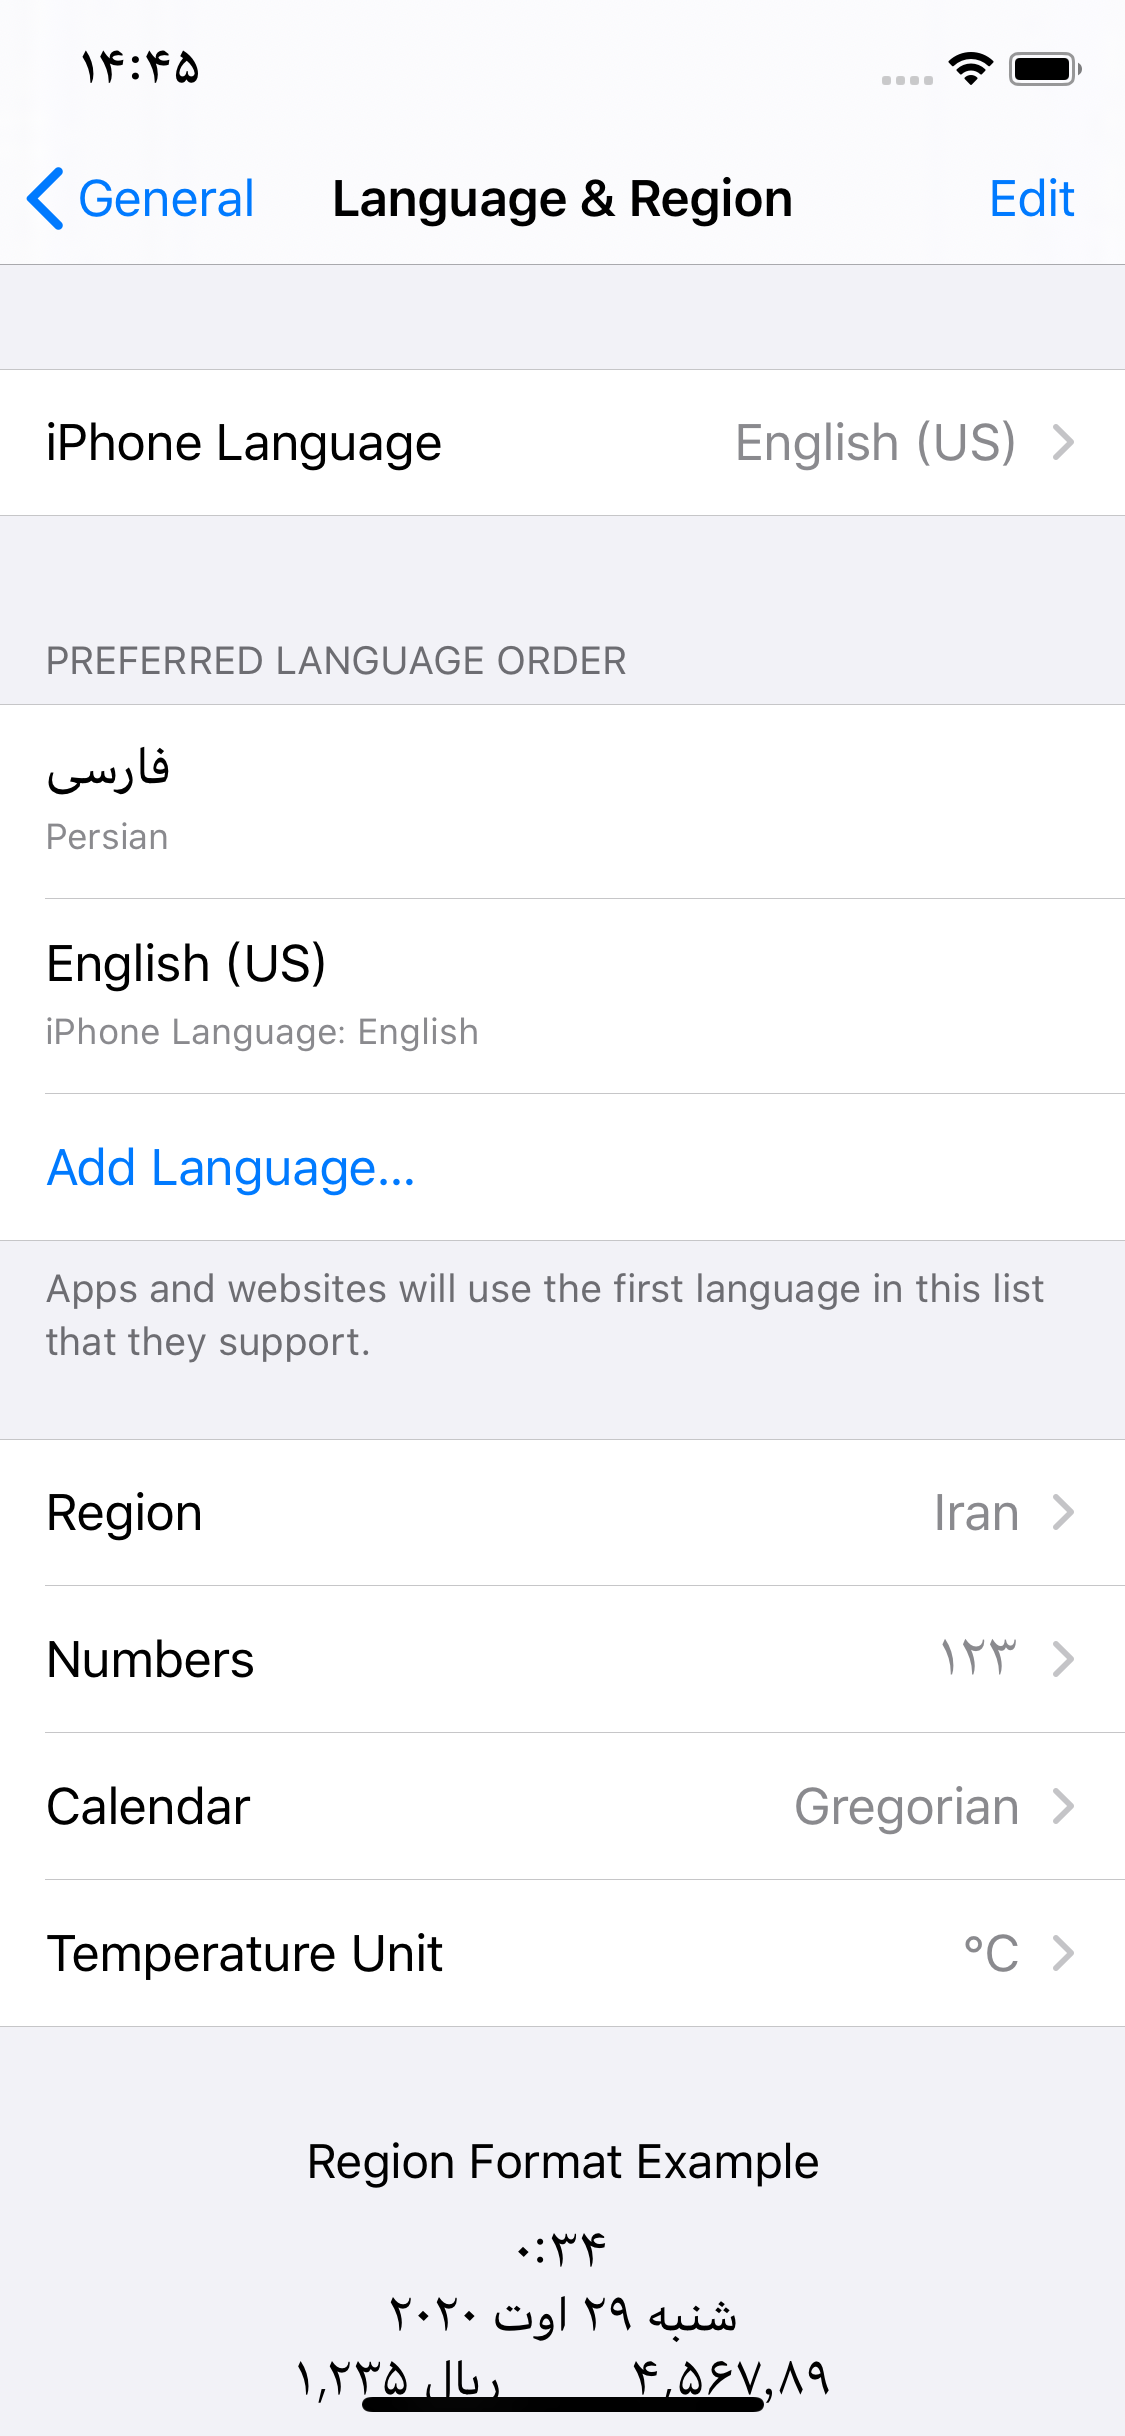 ۱۴:۴۵
General
Language & Region
Edit
iPhone Language
English (US)
PREFERRED LANGUAGE ORDER
فارسی
Persian
English (US)
iPhone Language: English
Add Language...
Apps and websites will use the first language in this list
that they support.
Region
Iran
Numbers
۱۲۳
Calendar
Gregorian
Temperature Unit
°C
Region Format Example
۰:۳۴
شنبه ۲۹ اوت ۲۰۲۰
۱,۲۳۵ ریال
۴,۵۶۷,۸۹